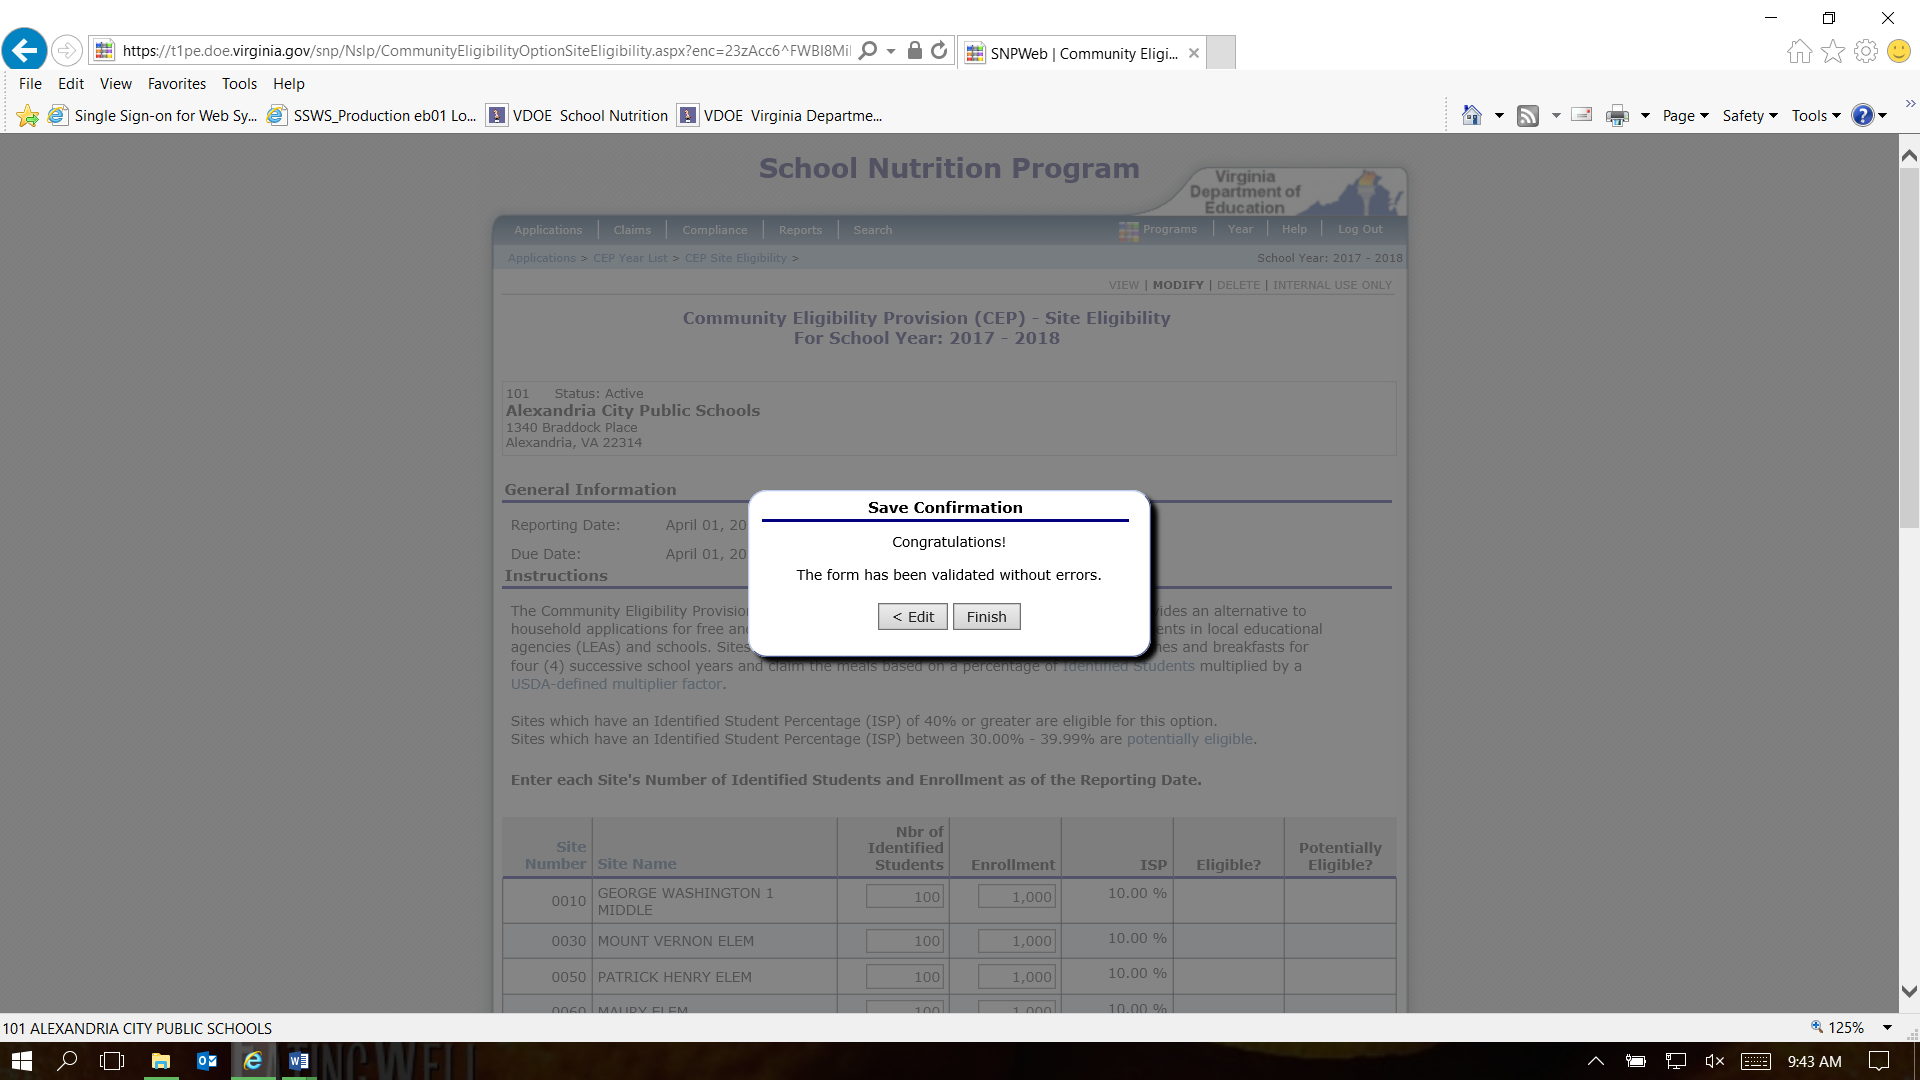 https://t1pe.doe.virginia.gov/snp/Nslp/CommunityEligibilityOptionSiteEligibility.aspx?enc=23zAcc6^FWBI8Mil
SNPWeb | Community Eligi...
File Edit View Favorites Tools Help
Single Sign-on for Web Sy... SSWS_Production eb01 Lo... VDOE School Nutrition VDOE Virginia Departme...
Page Safety Tools
School Nutrition Program
Virginia
Department of
Education
Applications Claims Compliance Reports Search Programs Year Help Log Out
Applications > CEP Year List > CEP Site Eligibility > School Year: 2017 - 2018
VIEW | MODIFY | DELETE | INTERNAL USE ONLY
Community Eligibility Provision (CEP) - Site Eligibility
For School Year: 2017 - 2018
101 Status: Active
Alexandria City Public Schools
1340 Braddock Place
Alexandria, VA 22314
General Information
Reporting Date: April 01, 20
Due Date: April 01, 20
Instructions
Save Confirmation
Congratulations!
The form has been validated without errors.
< Edit Finish
The Community Eligibility Provision ides an alternative to
household applications for free an ents in local educational
agencies (LEAs) and schools. Sites hes and breakfasts for
four (4) successive school years and claim the meals based on a percentage of Identified Students multiplied by a
USDA-defined multiplier factor.
Sites which have an Identified Student Percentage (ISP) of 40% or greater are eligible for this option.
Sites which have an Identified Student Percentage (ISP) between 30.00% - 39.99% are potentially eligible.
Enter each Site's Number of Identified Students and Enrollment as of the Reporting Date.
Site Number Site Name Nbr of Identified Students Enrollment ISP Eligible? Potentially Eligible?
0010 GEORGE WASHINGTON 1 MIDDLE 100 1,000 10.00 %
0030 MOUNT VERNON ELEM 100 1,000 10.00 %
0050 PATRICK HENRY ELEM 100 1,000 10.00 %
0060 MAURY ELEM 100 1,000 10.00 %
101 ALEXANDRIA CITY PUBLIC SCHOOLS
125%
9:43 AM